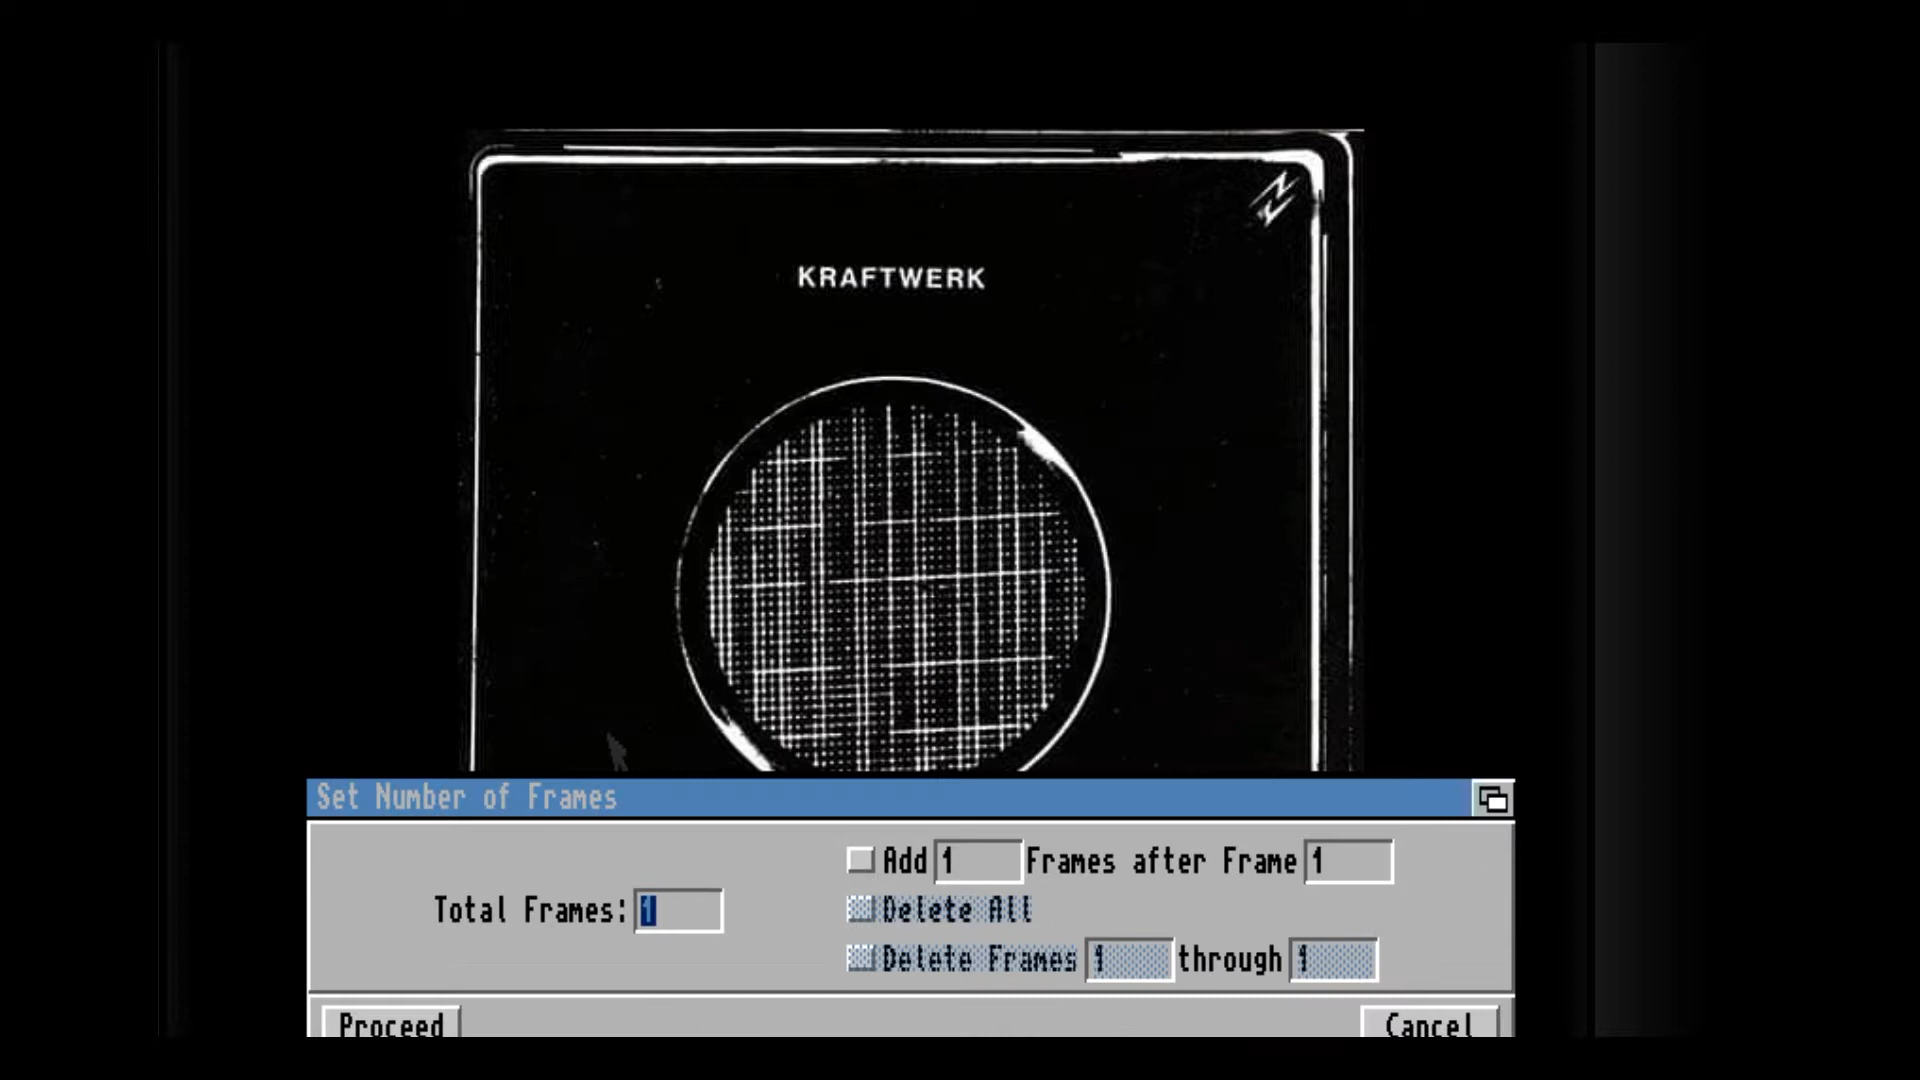 KRAFTWERK
Set Number of Frames
Add 1 Frames after Frame 1
Total Frames: 1
Delete All
Delete Frames 1 through 1
Proceed
Cancel